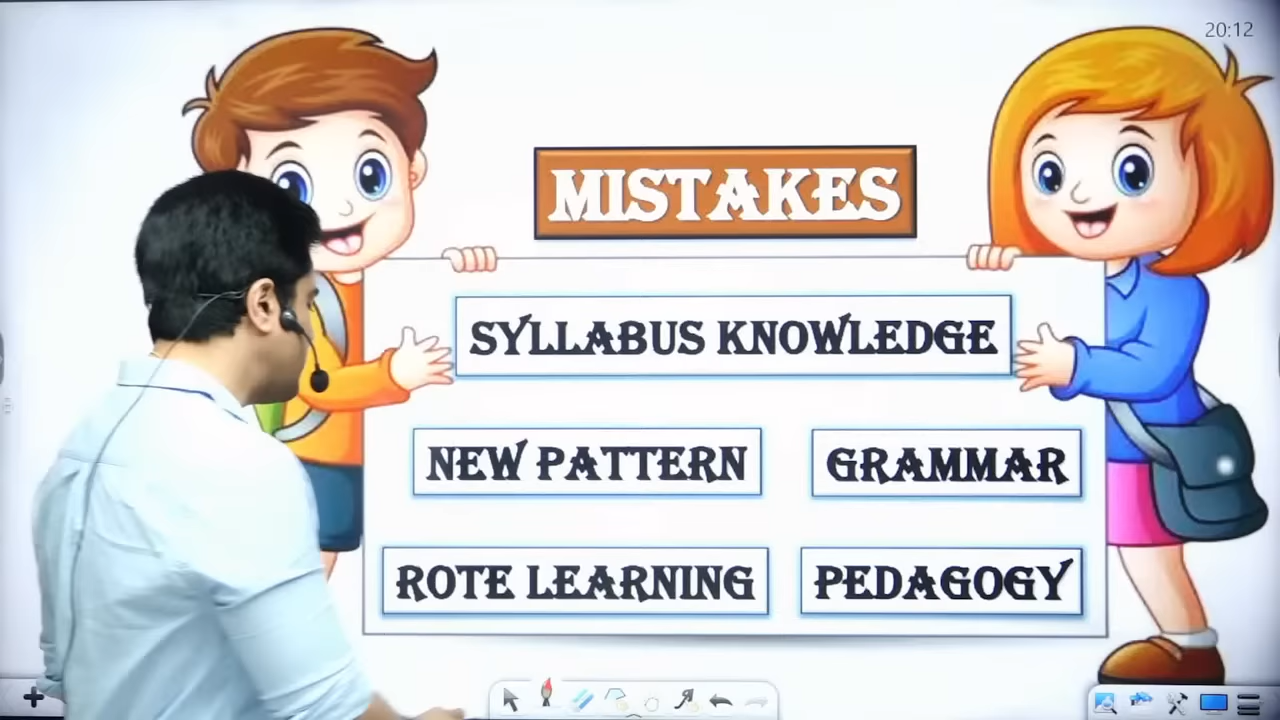 20:12
MISTAKES
SYLLABUS KNOWLEDGE
NEW PATTERN
GRAMMAR
ROTE LEARNING
PEDAGOGY